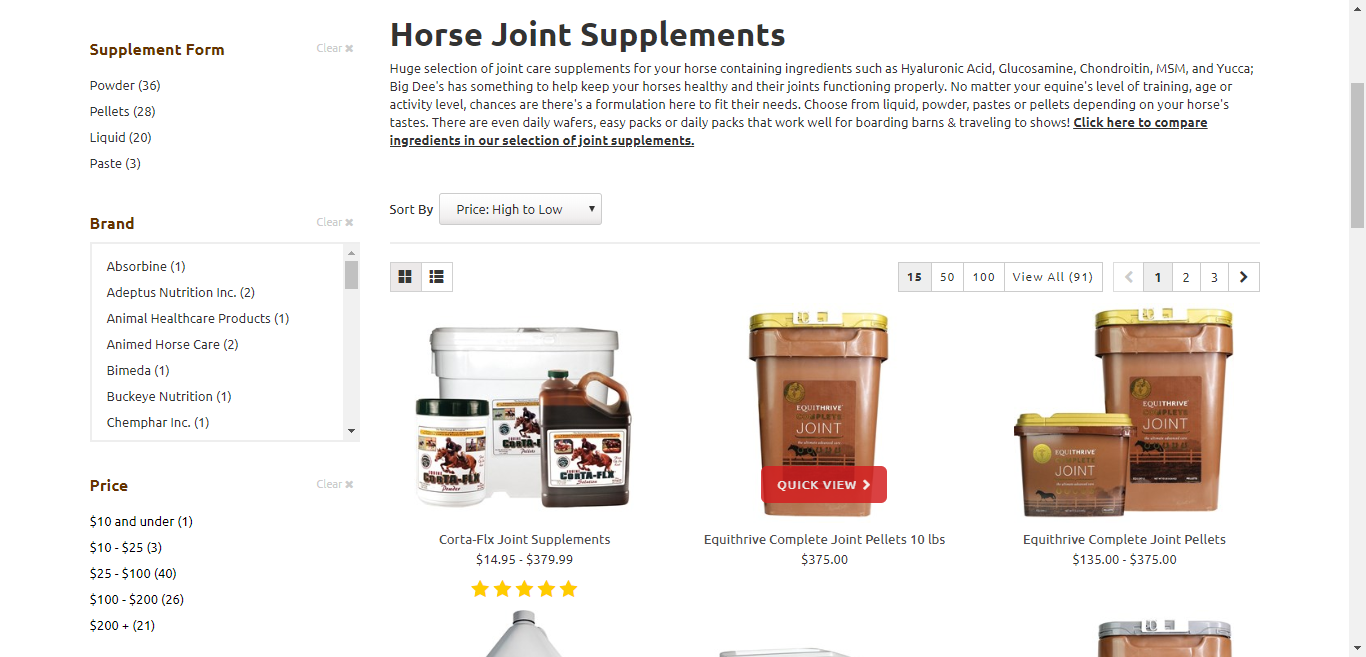 Supplement Form
Clear ✖
Powder (36)
Pellets (28)
Liquid (20)
Paste (3)
Brand
Clear ✖
Absorbine (1)
Adeptus Nutrition Inc. (2)
Animal Healthcare Products (1)
Animed Horse Care (2)
Bimeda (1)
Buckeye Nutrition (1)
Chemphar Inc. (1)
Price
Clear ✖
$10 and under (1)
$10 - $25 (3)
$25 - $100 (40)
$100 - $200 (26)
$200 + (21)
Horse Joint Supplements
Huge selection of joint care supplements for your horse containing ingredients such as Hyaluronic Acid, Glucosamine, Chondroitin, MSM, and Yucca;
Big Dee's has something to help keep your horses healthy and their joints functioning properly. No matter your equine's level of training, age or
activity level, chances are there's a formulation here to fit their needs. Choose from liquid, powder, pastes or pellets depending on your horse's
tastes. There are even daily wafers, easy packs or daily packs that work well for boarding barns & traveling to shows! Click here to compare
ingredients in our selection of joint supplements.
Sort By
Price: High to Low
15 50 100 View All (91)
1 2 3
CORTA-FLX
Pellets
CORTA-FLX
Powder
CORTA-FLX
Solution
Corta-Flx Joint Supplements
$14.95 - $379.99
EQUITHRIVE
COMPLETE
JOINT
QUICK VIEW
Equithrive Complete Joint Pellets 10 lbs
$375.00
EQUITHRIVE
COMPLETE
JOINT
EQUITHRIVE
COMPLETE
JOINT
Equithrive Complete Joint Pellets
$135.00 - $375.00